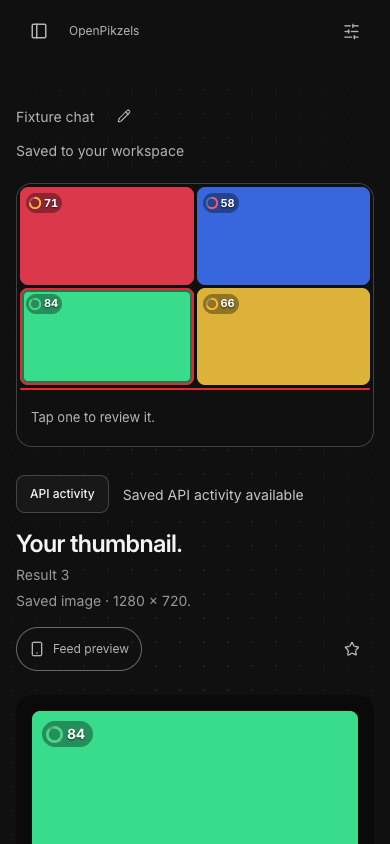 OpenPikzels
Fixture chat
Saved to your workspace
71
58
84
66
Tap one to review it.
API activity
Saved API activity available
Your thumbnail.
Result 3
Saved image · 1280 × 720.
Feed preview
84